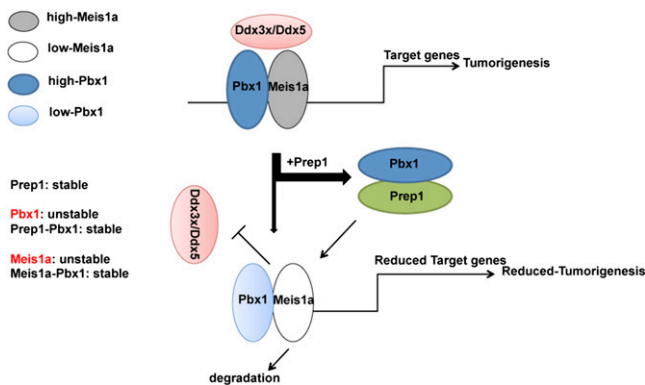 high-Meis1a
low-Meis1a
high-Pbx1
low-Pbx1
Ddx3x/Ddx5
Pbx1
Meis1a
Target genes
Tumorigenesis
+Prep1
Pbx1
Prep1
Prep1: stable
Pbx1: unstable
Prep1-Pbx1: stable
Meis1a: unstable
Meis1a-Pbx1: stable
Ddx3x/Ddx5
Pbx1
Meis1a
Reduced Target genes
Reduced-Tumorigenesis
degradation